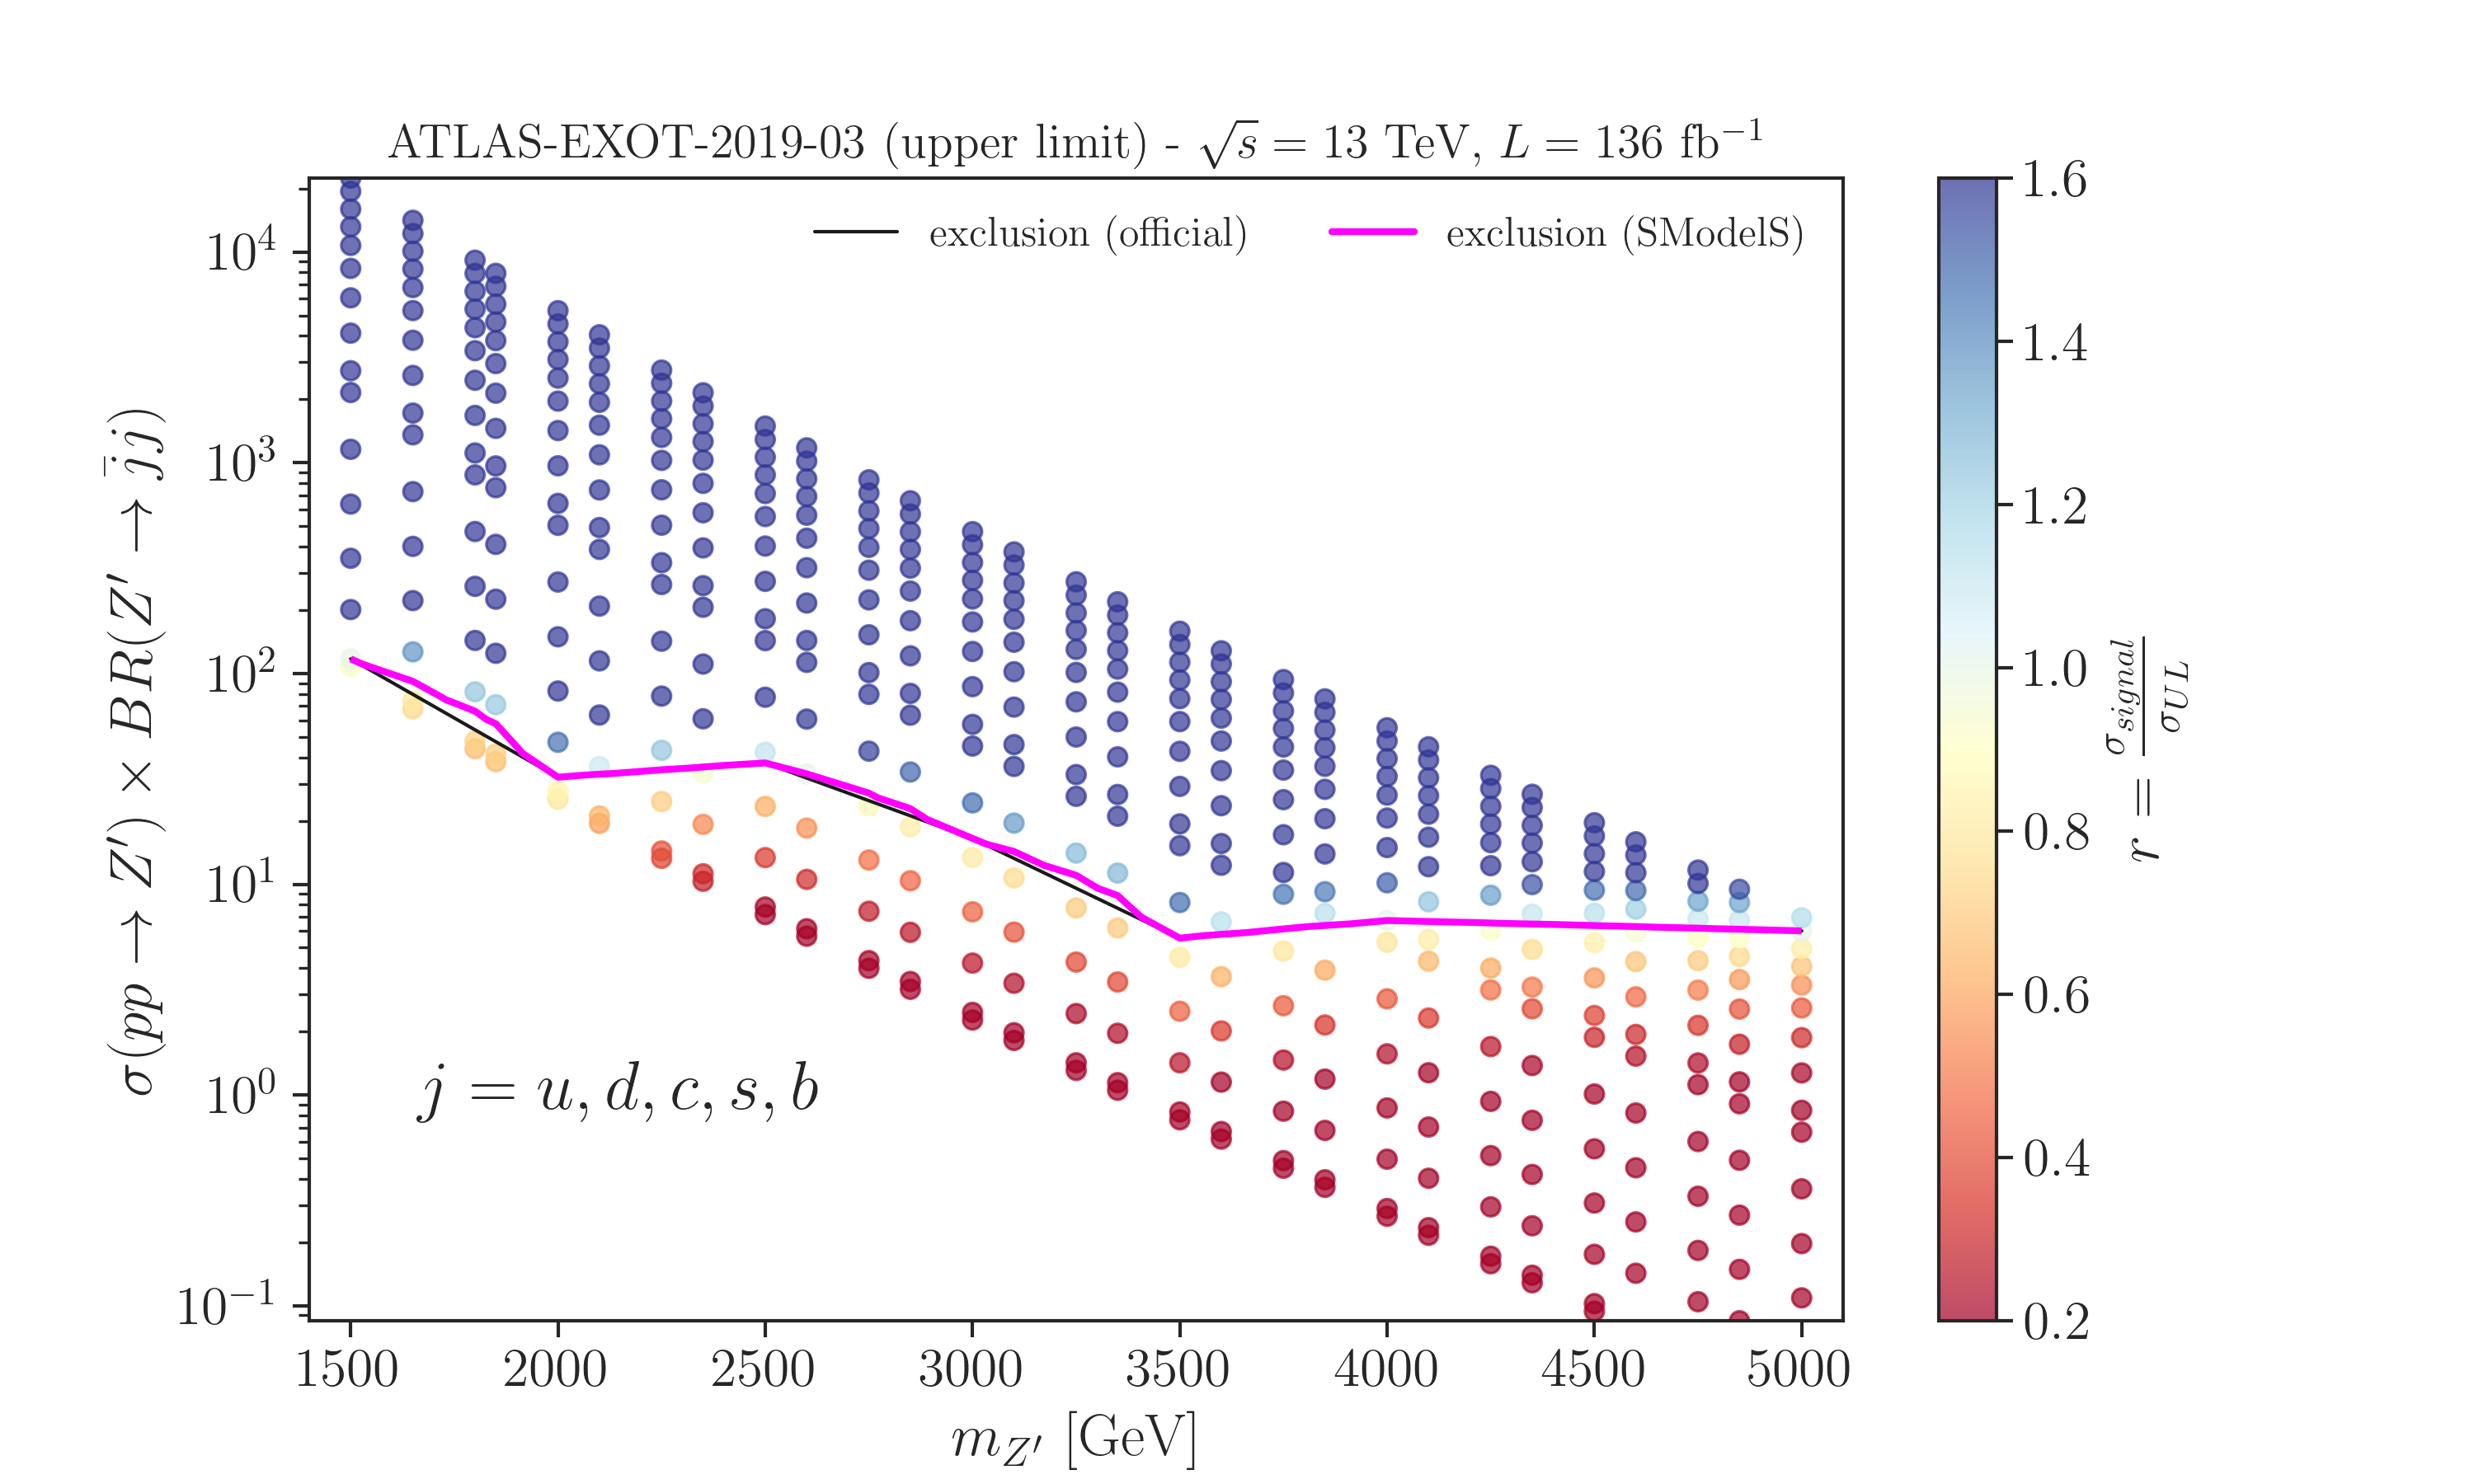 ATLAS-EXOT-2019-03 (upper limit) - √s = 13 TeV, L = 136 fb⁻¹
exclusion (official)
exclusion (SModelS)
σ(pp → Z′) × BR(Z′ → j̄j)
10⁴
10³
10²
10¹
10⁰
10⁻¹
j = u, d, c, s, b
1500 2000 2500 3000 3500 4000 4500 5000
m_Z′ [GeV]
1.6
1.4
1.2
1.0
0.8
0.6
0.4
0.2
r = σ_signal / σ_UL